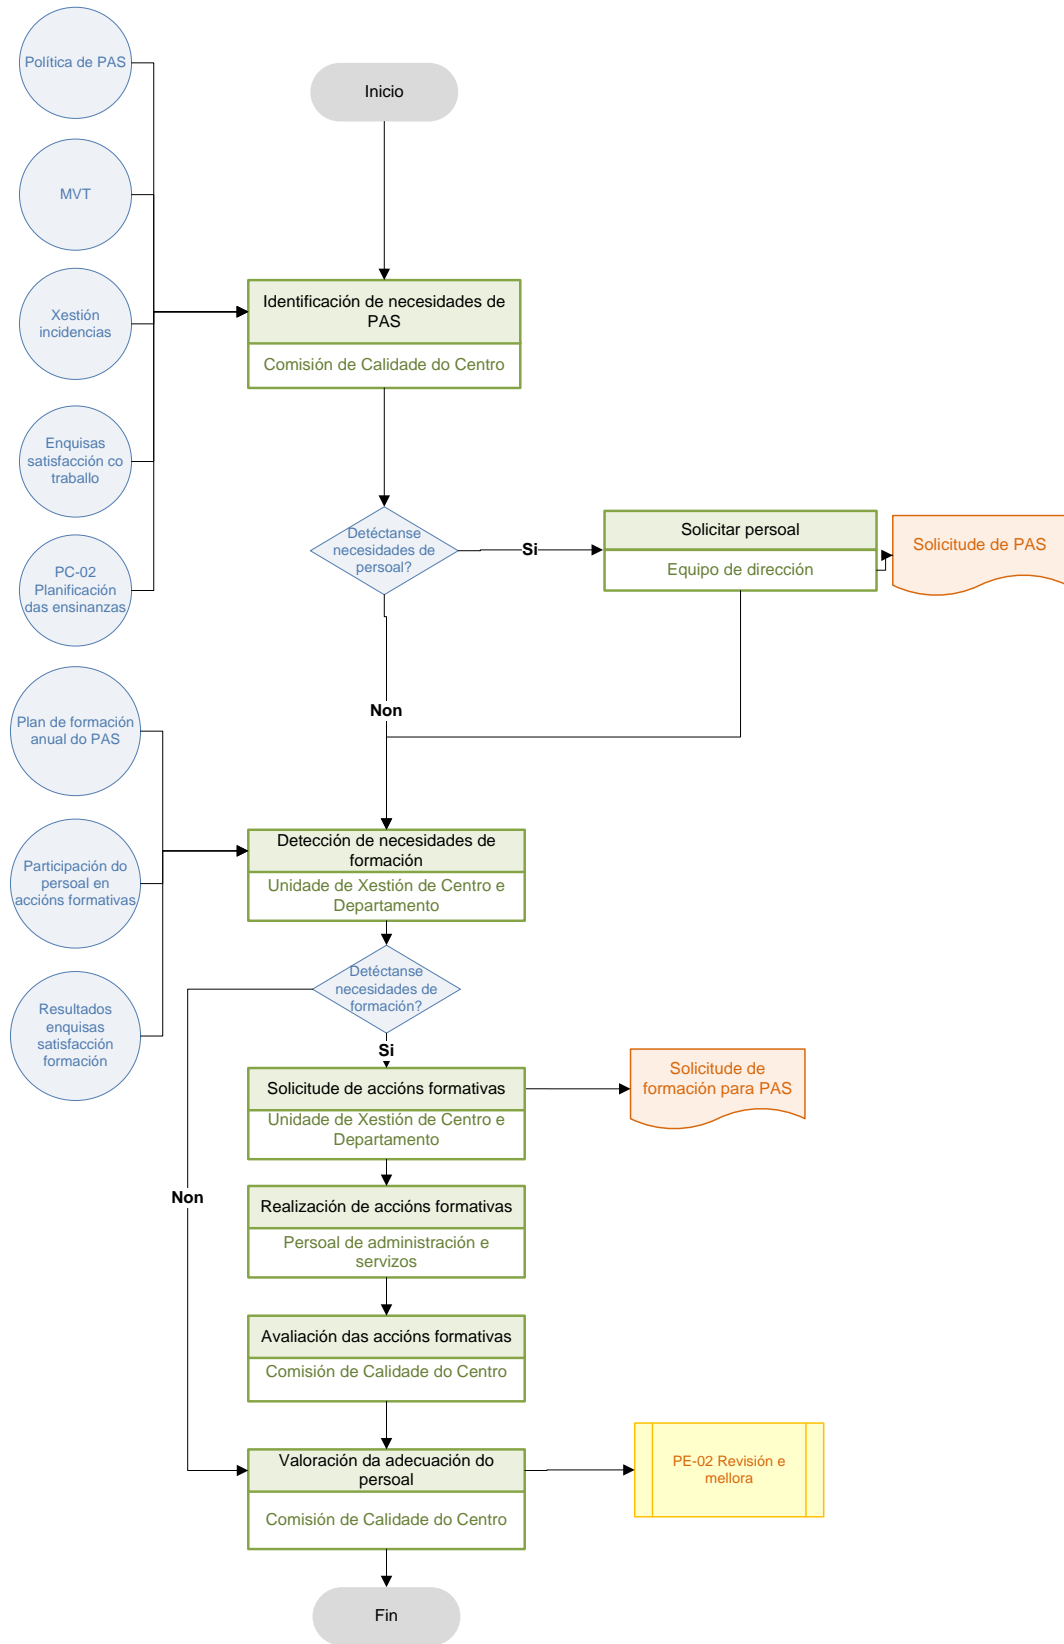 Política de PAS
Inicio
MVT
Xestión
incidencias
Identificación de necesidades de
PAS
Comisión de Calidade do Centro
Enquisas
satisfacción co
traballo
PC-02
Planificación
das ensinanzas
Detéctanse
necesidades de
persoal?
Si
Solicitar persoal
Equipo de dirección
Solicitude de PAS
Non
Plan de formación
anual do PAS
Participación do
persoal en
accións formativas
Resultados
enquisas
satisfacción
formación
Detección de necesidades de
formación
Unidade de Xestión de Centro e
Departamento
Detéctanse
necesidades de
formación?
Si
Solicitude de accións formativas
Unidade de Xestión de Centro e
Departamento
Solicitude de
formación para PAS
Non
Realización de accións formativas
Persoal de administración e
servizos
Avaliación das accións formativas
Comisión de Calidade do Centro
Valoración da adecuación do
persoal
Comisión de Calidade do Centro
PE-02 Revisión e
mellora
Fin